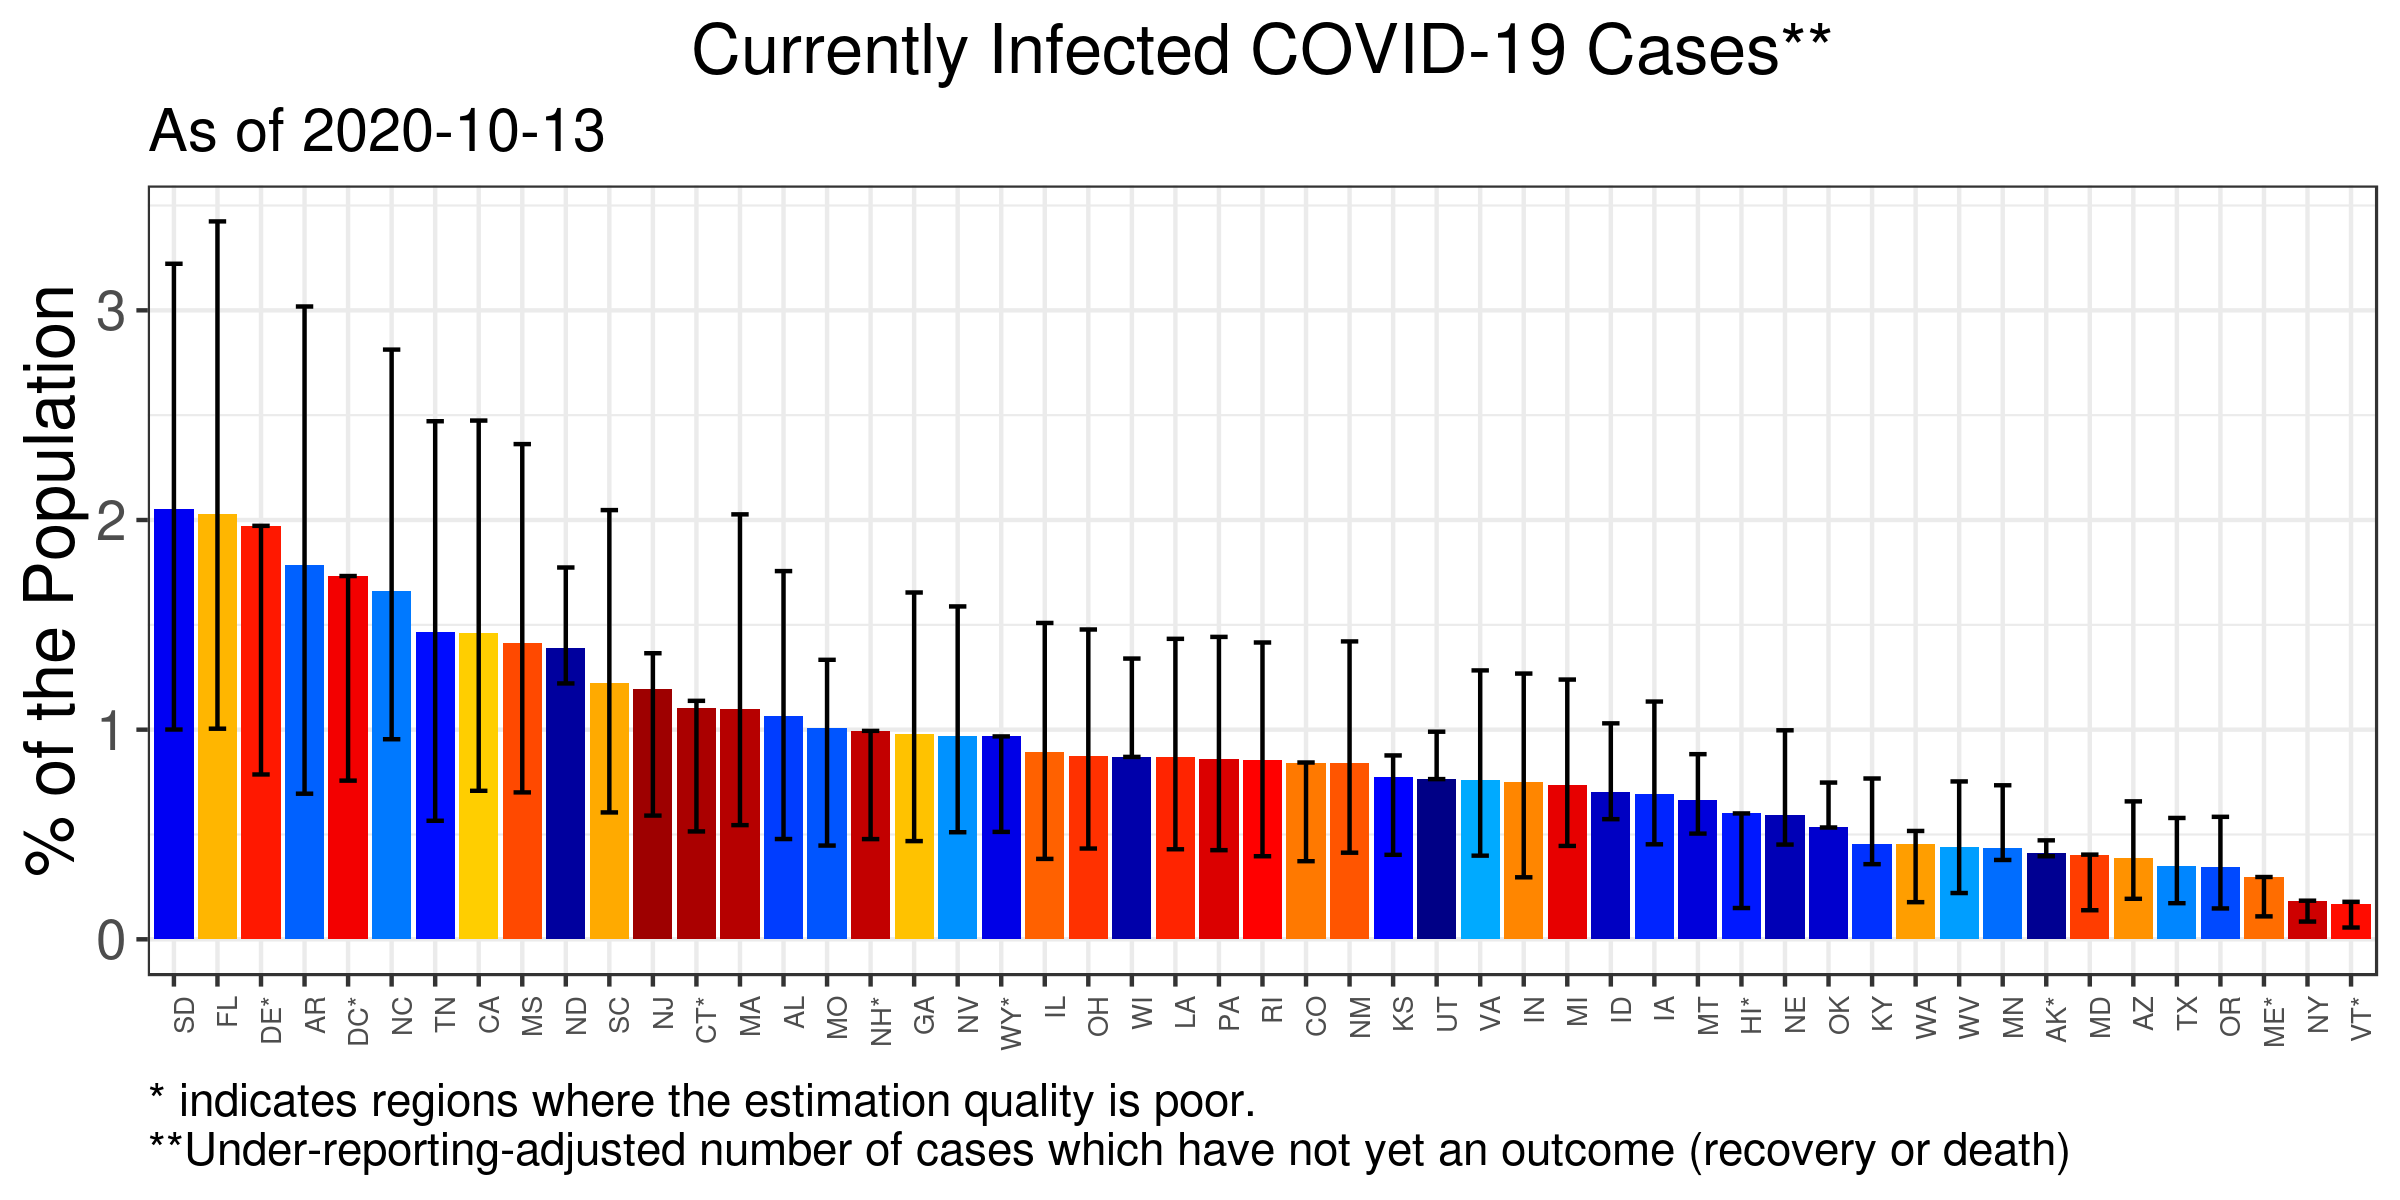 Currently Infected COVID-19 Cases**
As of 2020-10-13
% of the Population
3
2
1
0
SD FL DE* AR DC* NC TN CA MS ND SC NJ CT* MA AL MO NH* GA NV WY* IL OH WI LA PA RI CO NM KS UT VA IN MI ID IA MT HI* NE OK KY WA WV MN AK* MD AZ TX OR ME* NY VT*
* indicates regions where the estimation quality is poor.
**Under-reporting-adjusted number of cases which have not yet an outcome (recovery or death)